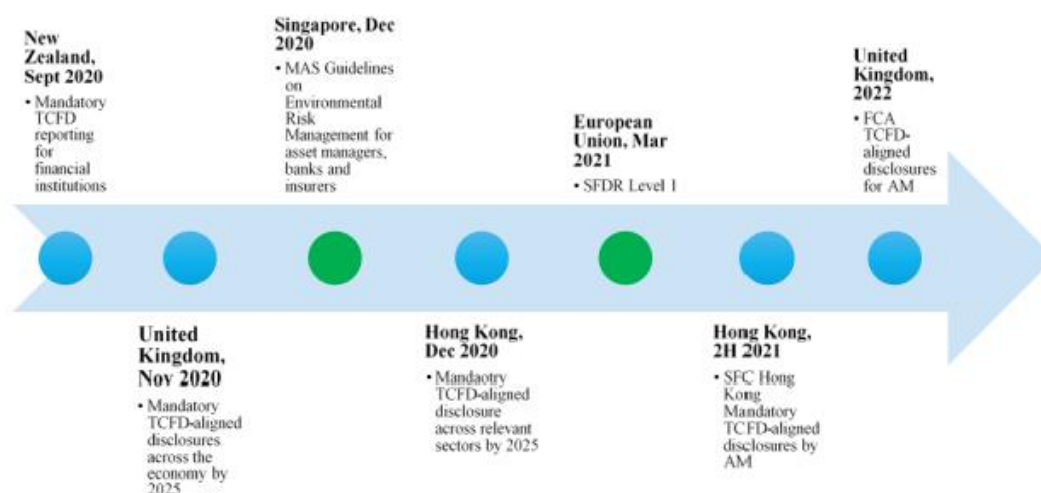 New
Zealand,
Sept 2020
• Mandatory
TCFD
reporting
for
financial
institutions
United
Kingdom,
Nov 2020
• Mandatory
TCFD-aligned
disclosures
across the
economy by
2025
Singapore, Dec
2020
• MAS Guidelines
on
Environmental
Risk
Management for
asset managers,
banks and
insurers
Hong Kong,
Dec 2020
• Mandaotry
TCFD-aligned
disclosure
across relevant
sectors by 2025
European
Union, Mar
2021
• SFDR Level 1
Hong Kong,
2H 2021
• SFC Hong
Kong
Mandatory
TCFD-aligned
disclosures by
AM
United
Kingdom,
2022
• FCA
TCFD-
aligned
disclosures
for AM